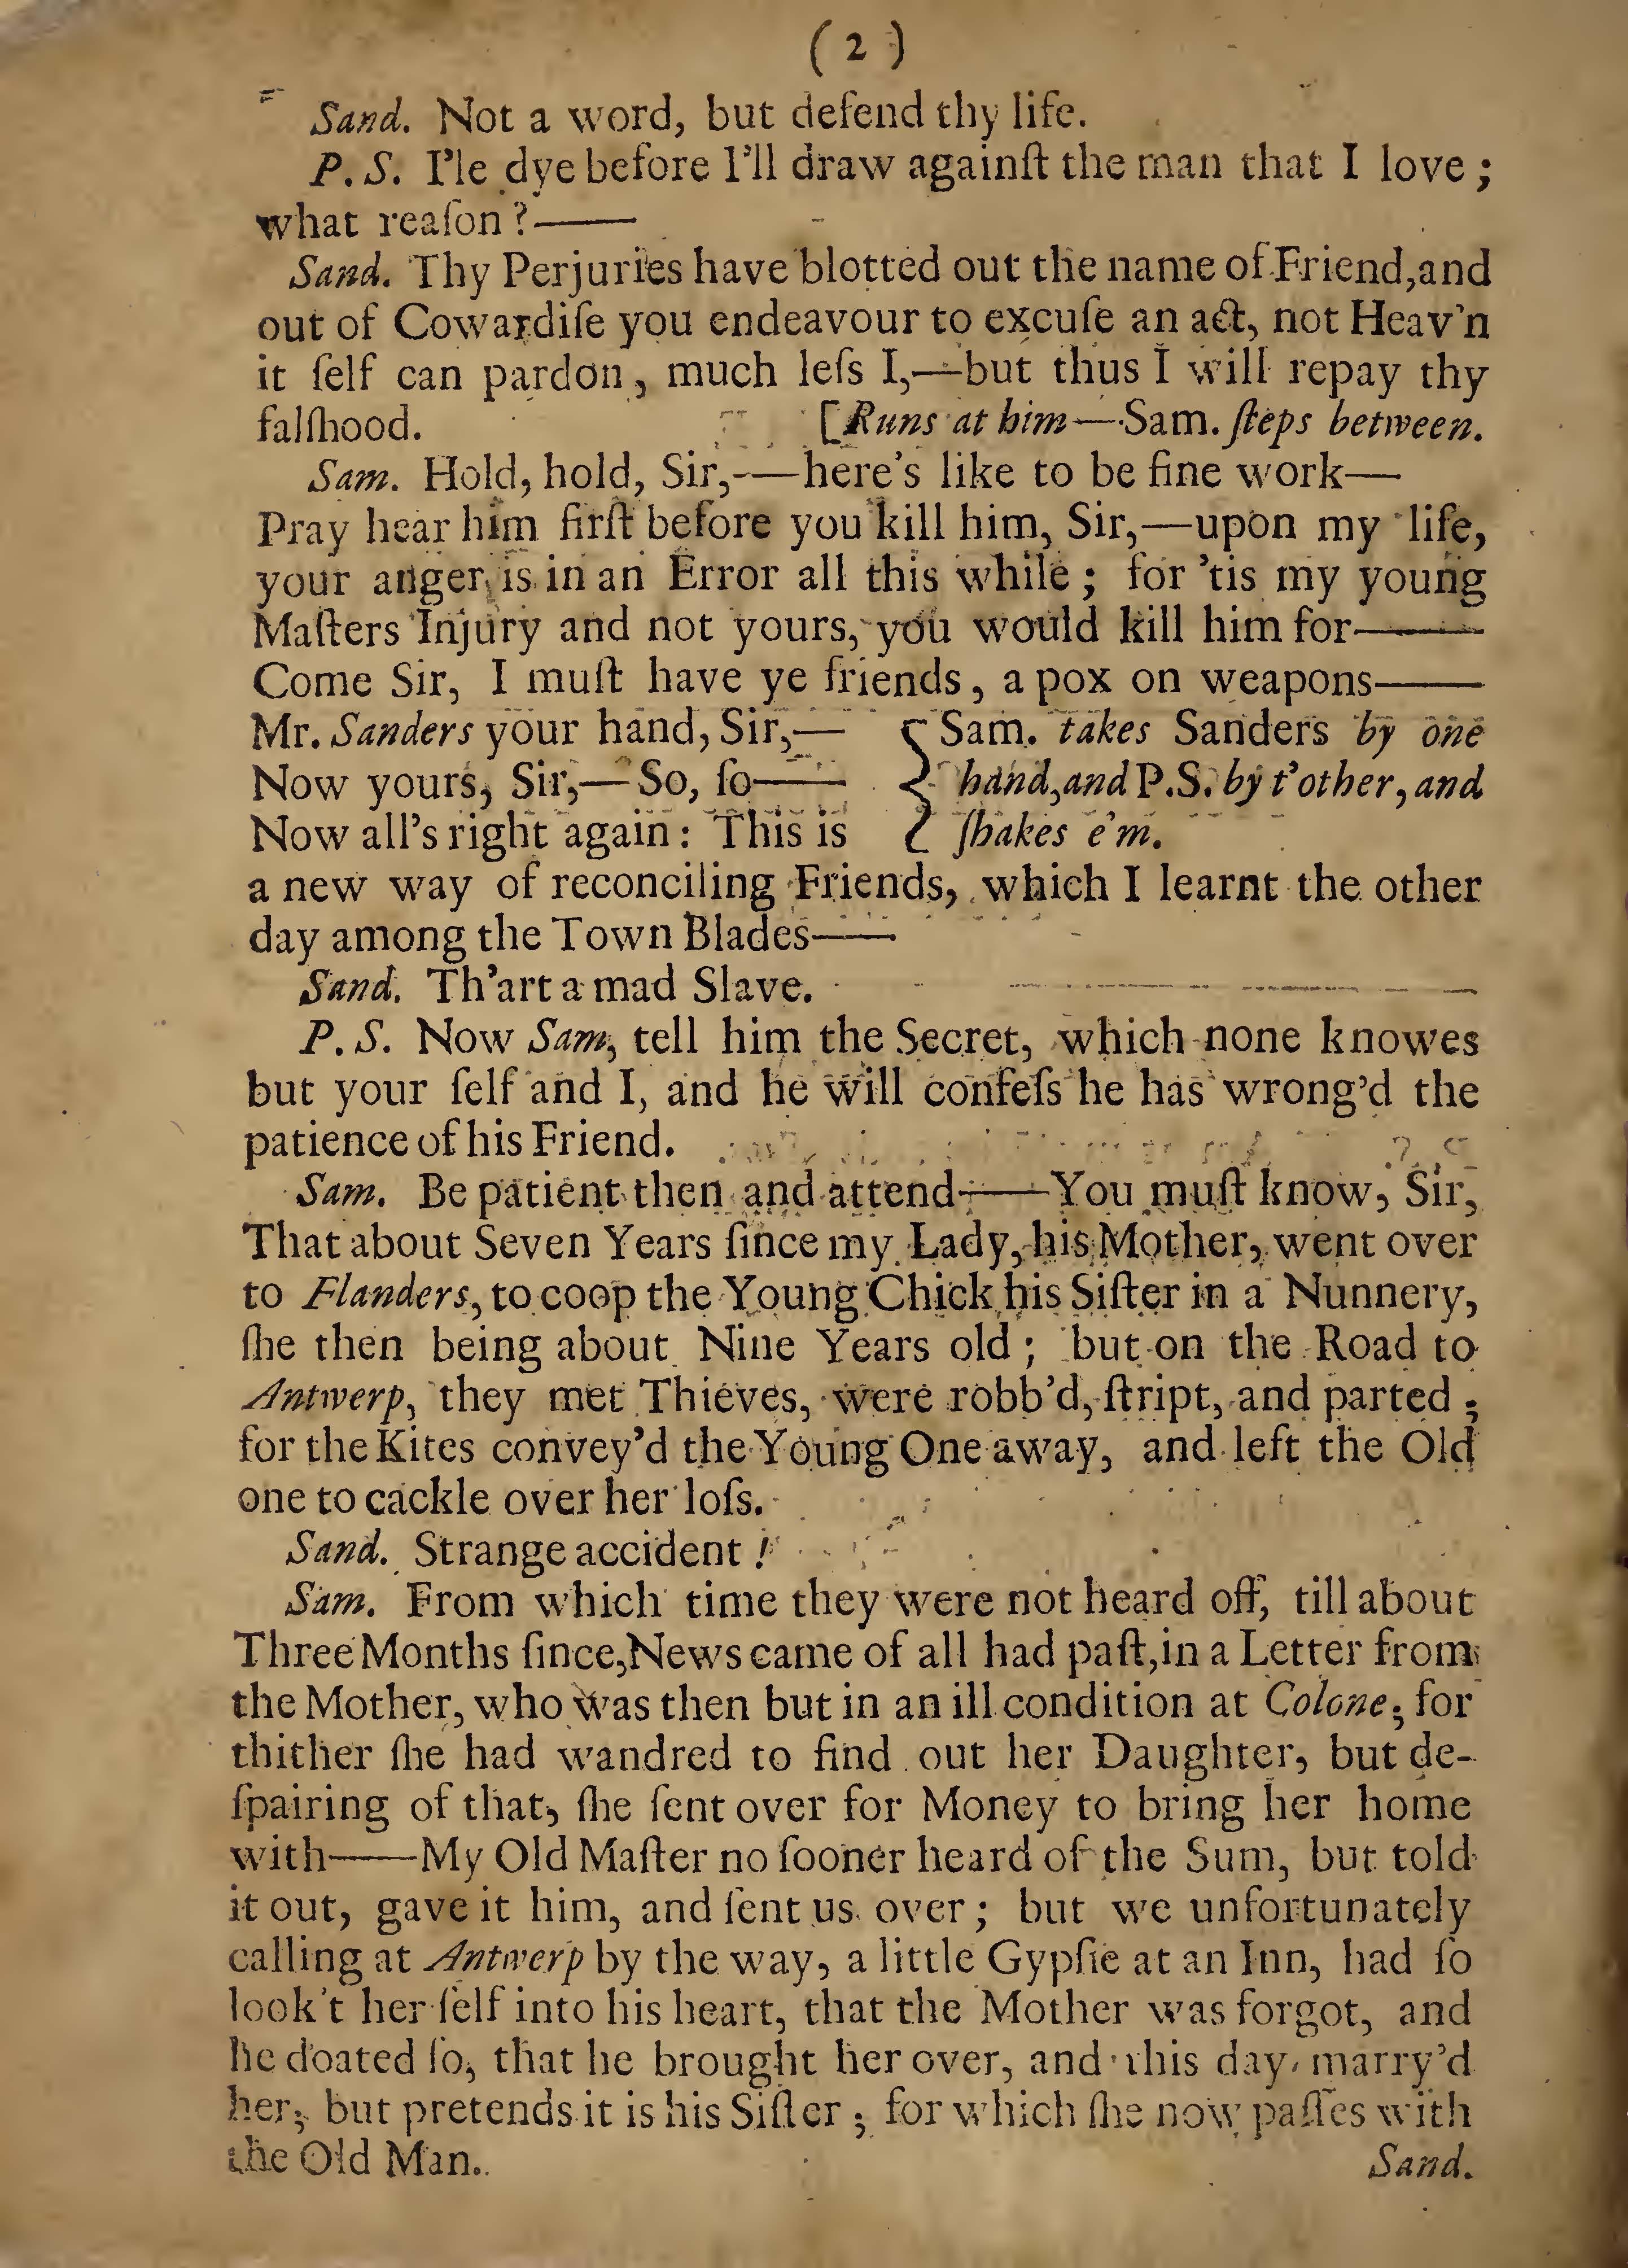 ( 2 )
Sand. Not a word, but defend thy life.
P. S. I'le dye before I'll draw againſt the man that I love;
what reaſon?——
Sand. Thy Perjuries have blotted out the name of Friend, and
out of Cowardiſe you endeavour to excuſe an act, not Heav'n
it ſelf can pardon, much leſs I,—but thus I will repay thy
falſhood. [Runs at him—Sam. ſteps between.
Sam. Hold, hold, Sir,——here's like to be fine work—
Pray hear him firſt before you kill him, Sir,—upon my life,
your anger is in an Error all this while; for 'tis my young
Maſters Injury and not yours, you would kill him for——
Come Sir, I muſt have ye friends, a pox on weapons——
Mr. Sanders your hand, Sir,— { Sam. takes Sanders by one
Now yours, Sir,—So, ſo—— hand, and P.S. by t'other, and
Now all's right again: This is ſhakes e'm.
a new way of reconciling Friends, which I learnt the other
day among the Town Blades——
Sand. Th'art a mad Slave.
P. S. Now Sam, tell him the Secret, which none knowes
but your ſelf and I, and he will confeſs he has wrong'd the
patience of his Friend.
Sam. Be patient then and attend;——You muſt know, Sir,
That about Seven Years ſince my Lady, his Mother, went over
to Flanders, to coop the Young Chick his Siſter in a Nunnery,
ſhe then being about Nine Years old; but on the Road to
Antwerp, they met Thieves, were robb'd, ſtript, and parted;
for the Kites convey'd the Young One away, and left the Old
one to cackle over her loſs.
Sand. Strange accident!
Sam. From which time they were not heard off, till about
Three Months ſince, News came of all had paſt, in a Letter from
the Mother, who was then but in an ill condition at Colone; for
thither ſhe had wandred to find out her Daughter, but de-
ſpairing of that, ſhe ſent over for Money to bring her home
with——My Old Maſter no ſooner heard of the Sum, but told
it out, gave it him, and ſent us over; but we unfortunately
calling at Antwerp by the way, a little Gypſie at an Inn, had ſo
look't her ſelf into his heart, that the Mother was forgot, and
he doated ſo, that he brought her over, and this day marry'd
her; but pretends it is his Siſter; for which ſhe now paſſes with
the Old Man.
Sand.